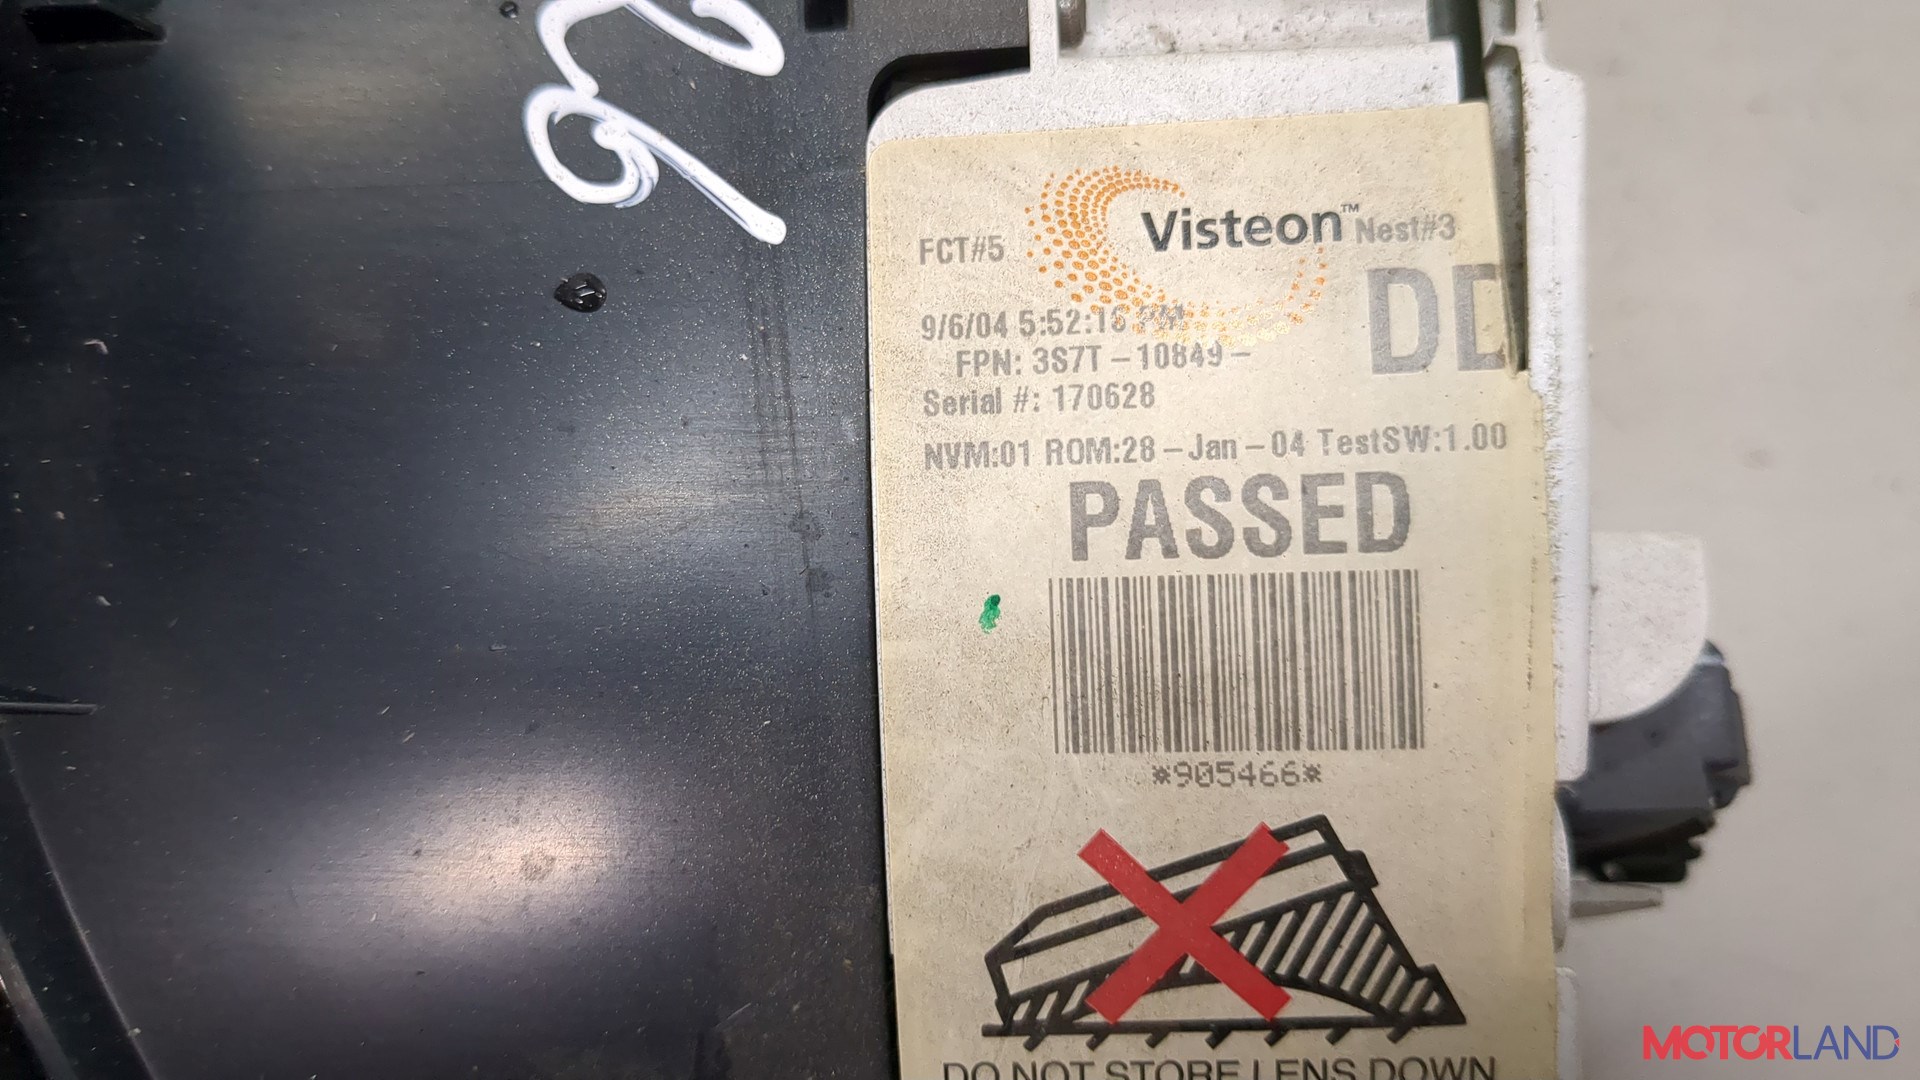 Visteon™
FCT#5 Nest#3
DD
9/6/04 5:52:16 PM
FPN: 3S7T-10849-
Serial #: 170628
NVM:01 ROM:28-Jan-04 TestSW:1.00
PASSED
*905466*
DO NOT STORE LENS DOWN
MOTORLAND